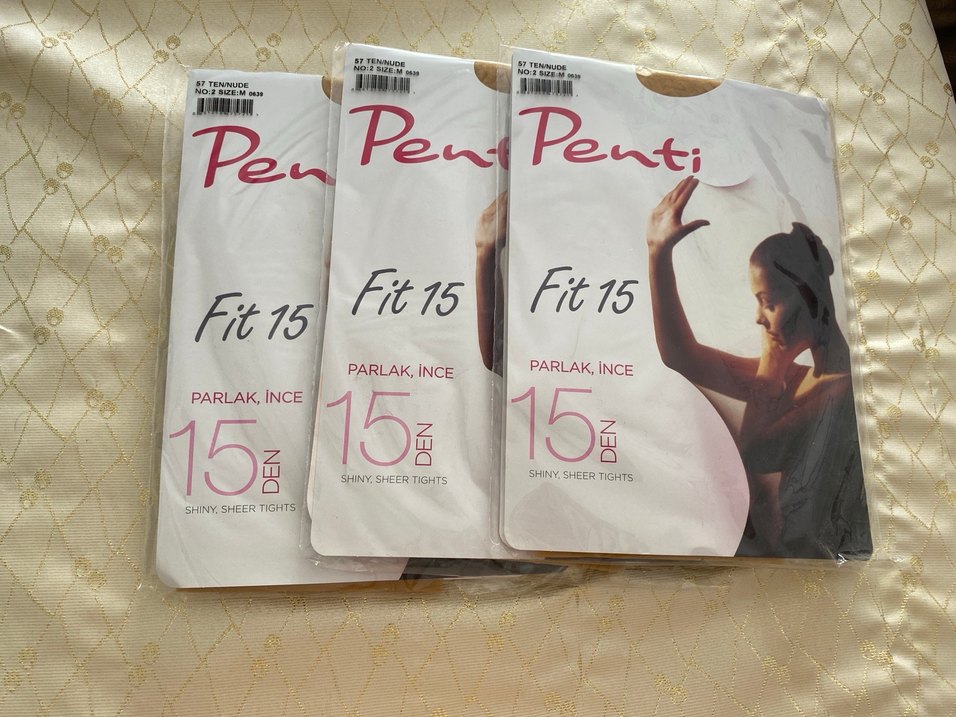 57 TEN/NUDE
NO:2 SIZE:M 0639
Pen
Fit 15
PARLAK, İNCE
15 DEN
SHINY, SHEER TIGHTS
57 TEN/NUDE
NO:2 SIZE:M 0639
Pent
Fit 15
PARLAK, İNCE
15 DEN
SHINY, SHEER TIGHTS
57 TEN/NUDE
NO:2 SIZE:M 0639
Penti
Fit 15
PARLAK, İNCE
15 DEN
SHINY, SHEER TIGHTS